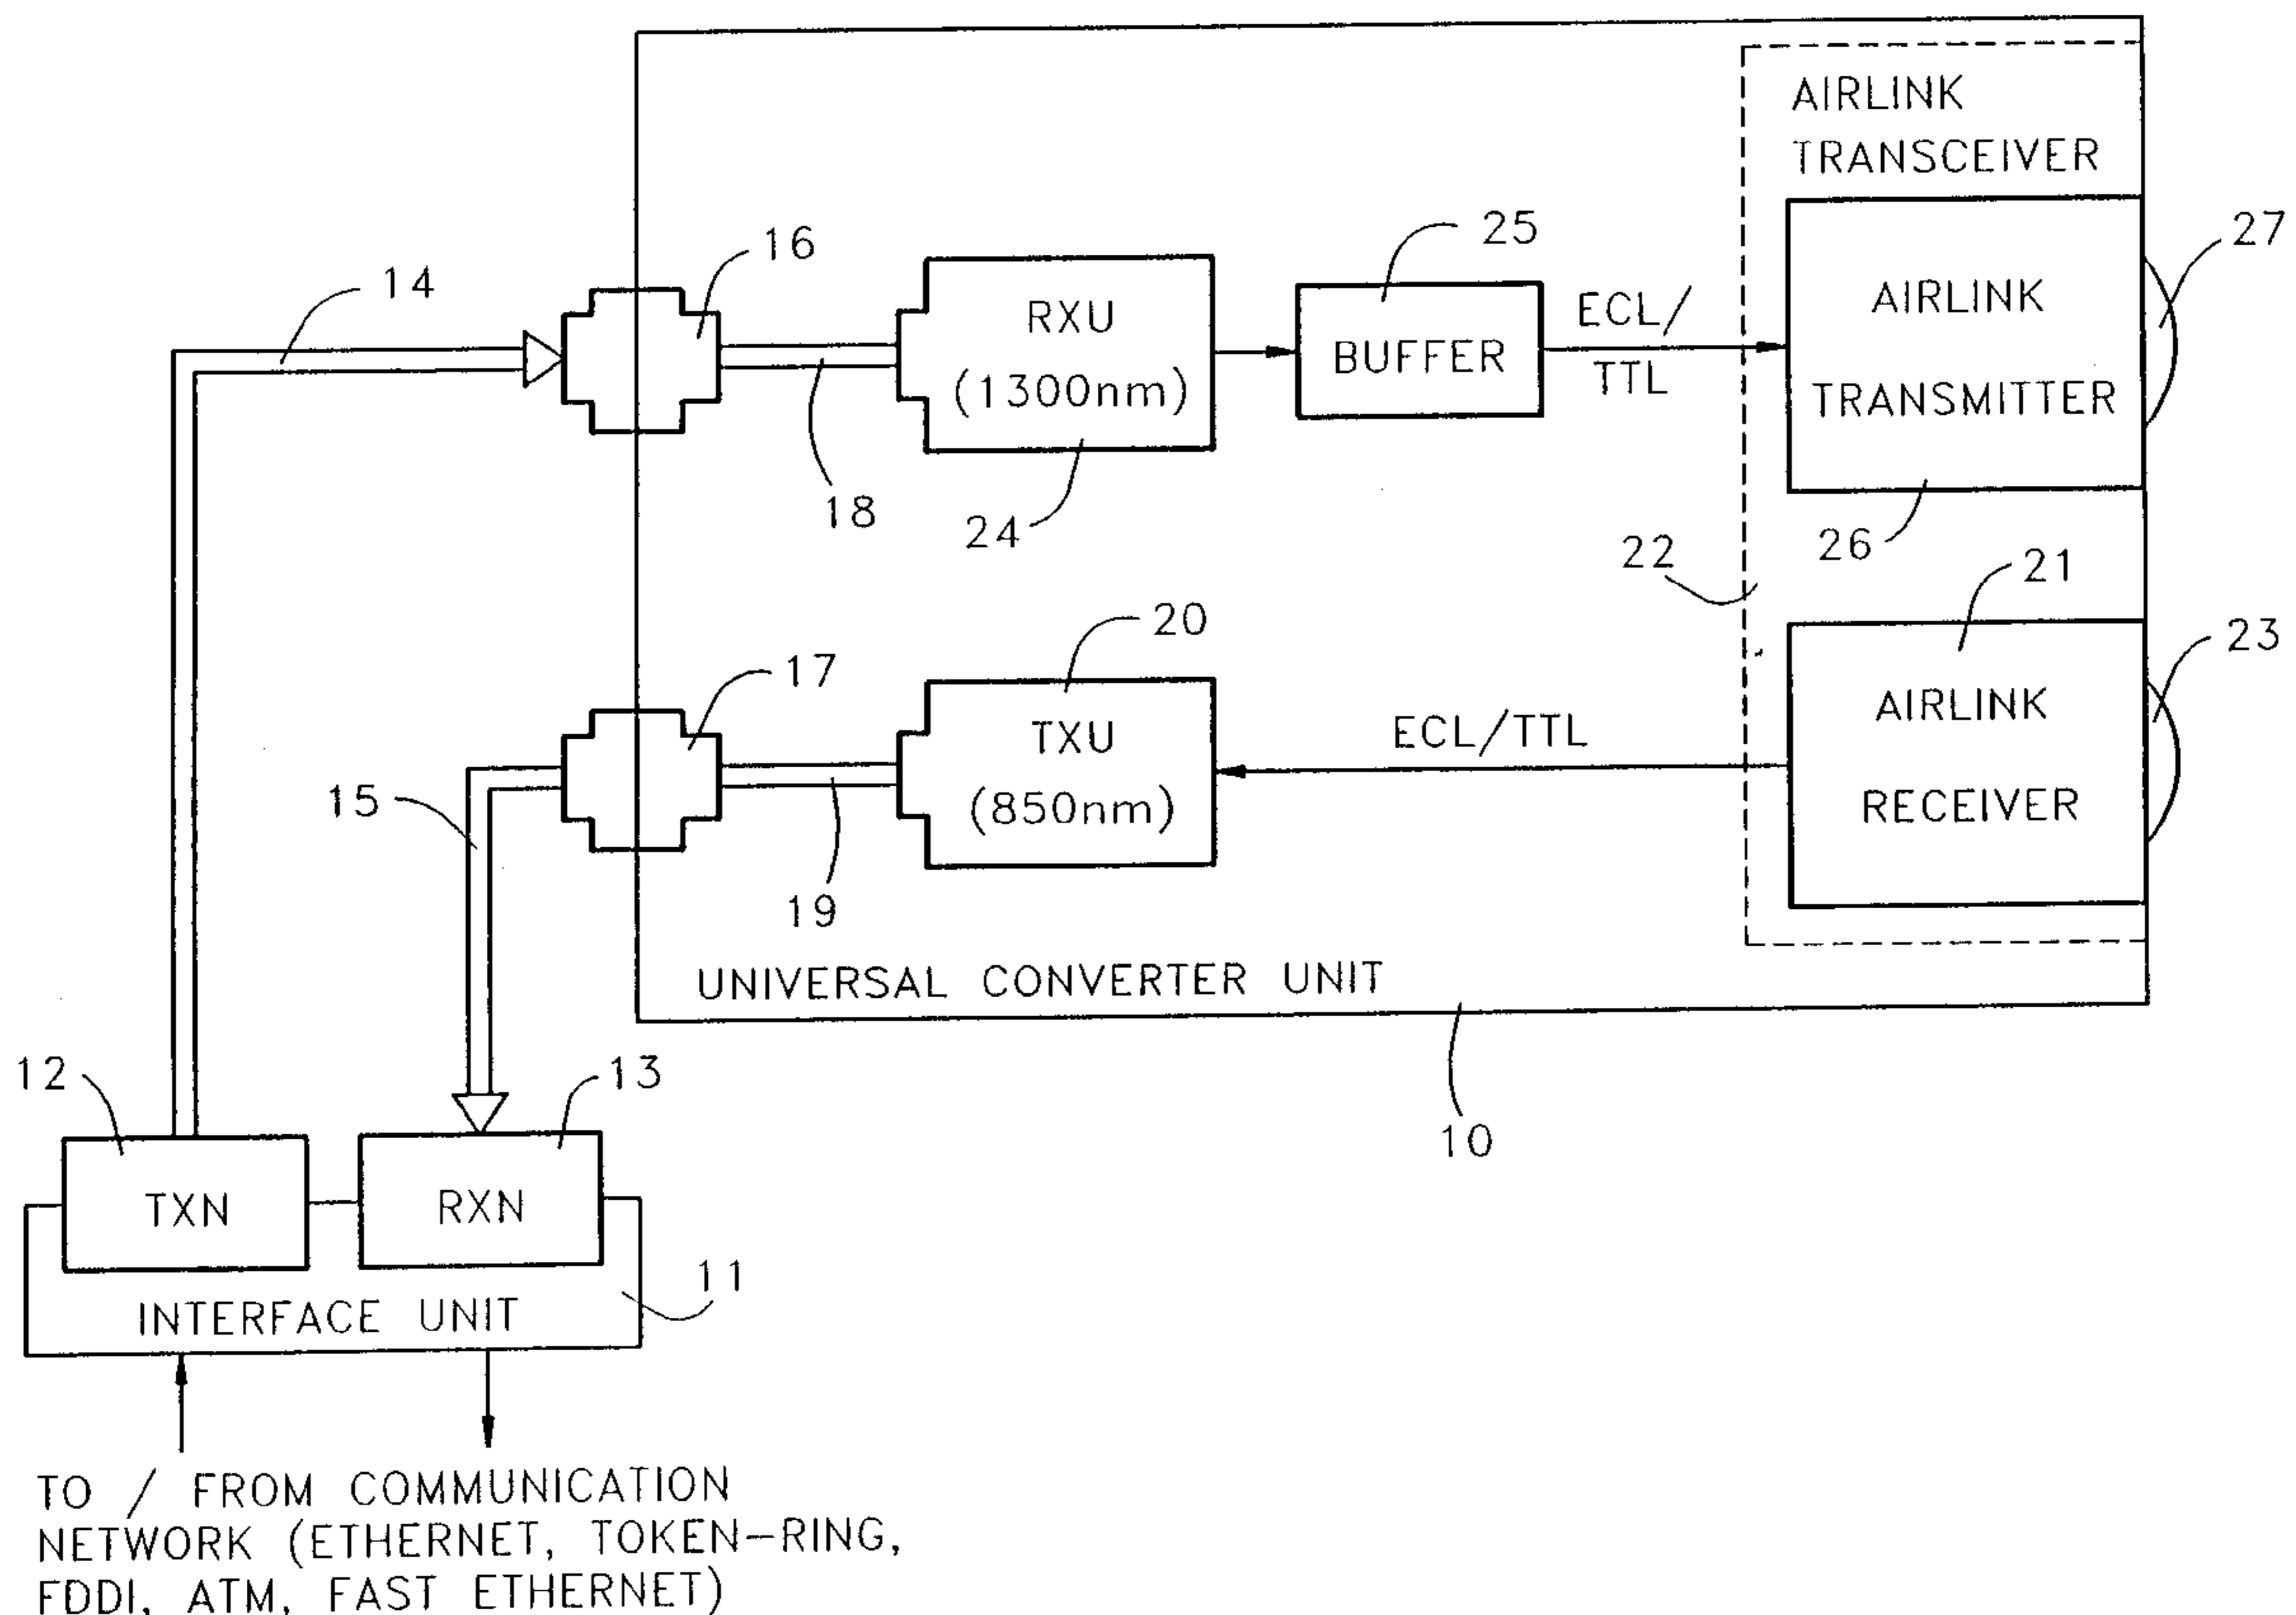 AIRLINK
TRANSCEIVER
16
25
27
14
RXU
(1300nm)
BUFFER
ECL/
TTL
AIRLINK
TRANSMITTER
18
24
26
22
21
20
23
17
TXU
(850nm)
ECL/TTL
AIRLINK
RECEIVER
15
19
UNIVERSAL CONVERTER UNIT
10
12
13
TXN
RXN
11
INTERFACE UNIT
TO / FROM COMMUNICATION
NETWORK (ETHERNET, TOKEN-RING,
FDDI, ATM, FAST ETHERNET)